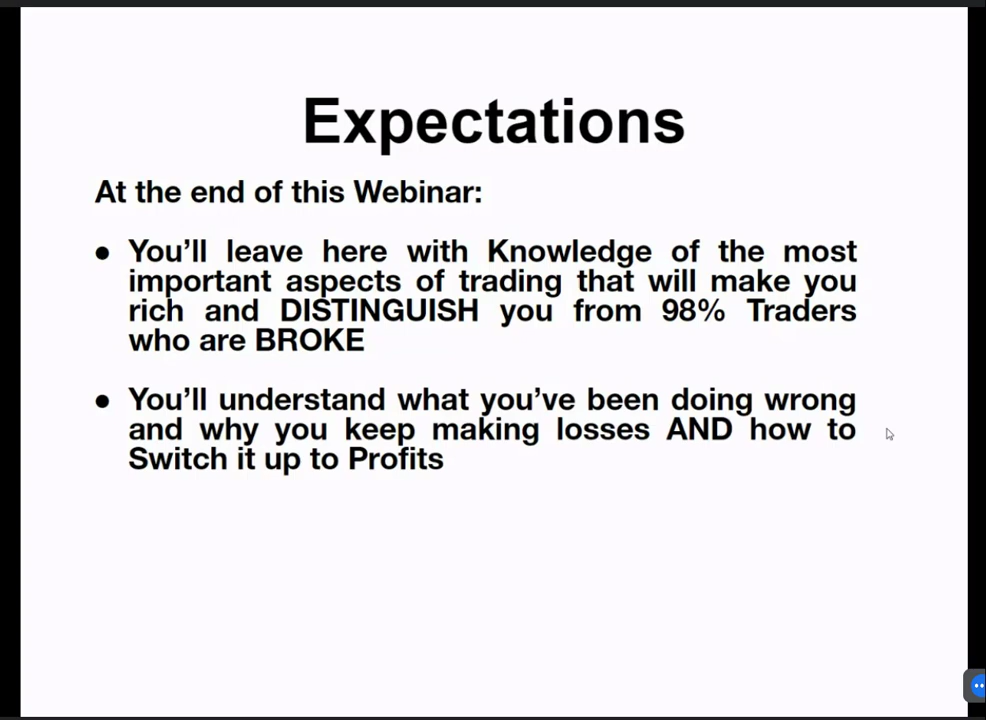 Expectations
At the end of this Webinar:
● You’ll leave here with Knowledge of the most
important aspects of trading that will make you
rich and DISTINGUISH you from 98% Traders
who are BROKE
● You’ll understand what you’ve been doing wrong
and why you keep making losses AND how to
Switch it up to Profits